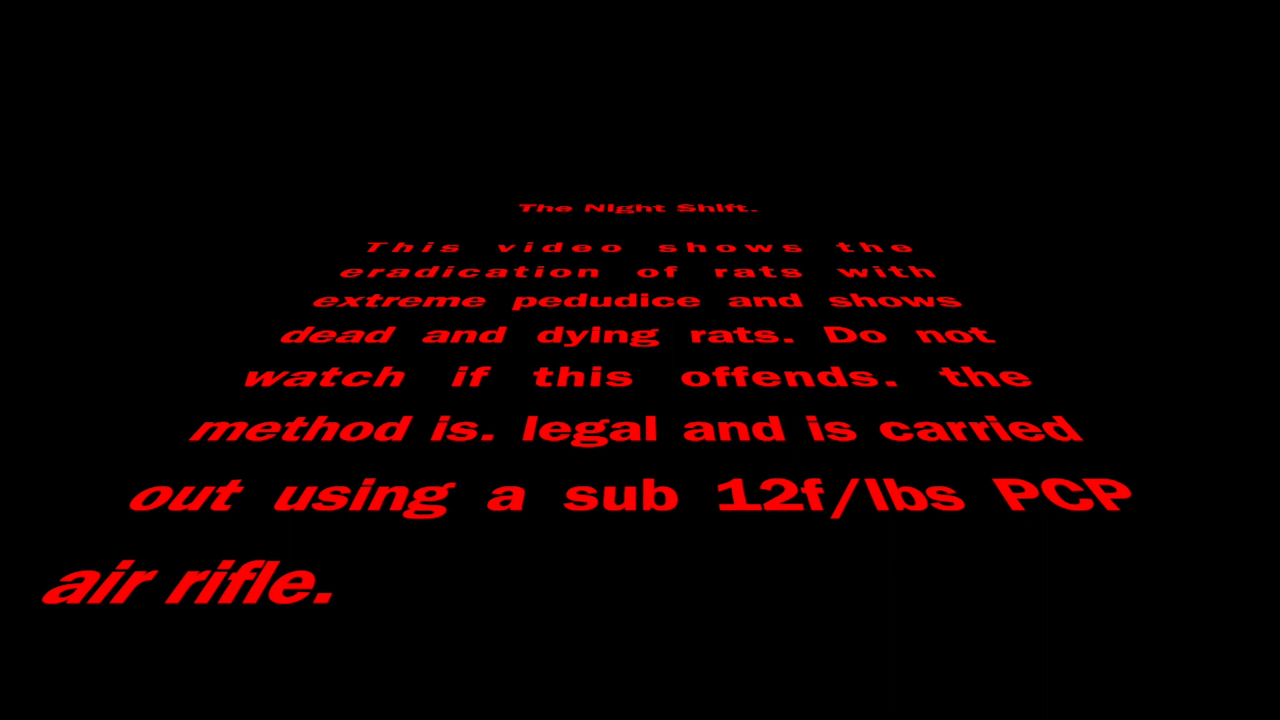 The Night Shift.
This video shows the
eradication of rats with
extreme pedudice and shows
dead and dying rats. Do not
watch if this offends. the
method is. legal and is carried
out using a sub 12f/lbs PCP
air rifle.